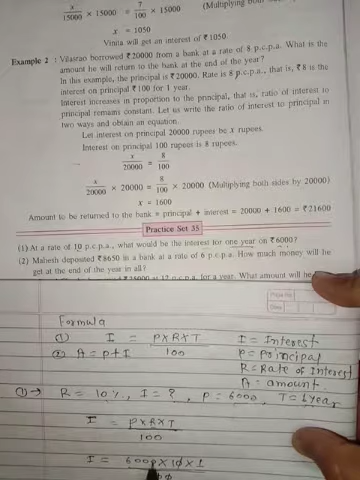 x/15000 × 15000 = 7/100 × 15000 (Multiplying both
x = 1050
Vinita will get an interest of ₹1050
Example 2 : Vilasrao borrowed ₹20000 from a bank at a rate of 8 p.c.p.a. What is the
amount he will return to the bank at the end of the year?
In this example, the principal is ₹20000. Rate is 8 p.c.p.a., that is, ₹8 is the
interest on principal ₹100 for 1 year.
Interest increases in proportion to the principal, that is, ratio of interest to
principal remains constant. Let us write the ratio of interest to principal in
two ways and obtain an equation.
Let interest on principal 20000 rupees be x rupees.
Interest on principal 100 rupees is 8 rupees.
x/20000 = 8/100
x/20000 × 20000 = 8/100 × 20000 (Multiplying both sides by 20000)
x = 1600
Amount to be returned to the bank = principal + interest = 20000 + 1600 = ₹21600
Practice Set 35
(1) At a rate of 10 p.c.p.a., what would be the interest for one year on ₹6000?
(2) Mahesh deposited ₹8650 in a bank at a rate of 6 p.c.p.a. How much money will he
get at the end of the year in all?
for a year. What amount will he
Page No
Date
Formula
① I = P×R×T/100 I = Interest
② A = P+I P = Principal
R = Rate of Interest
A = amount.
①→ R = 10%, I = ?, P = 6000, T = 1 year
I = P×R×T/100
I = 6000×10×1